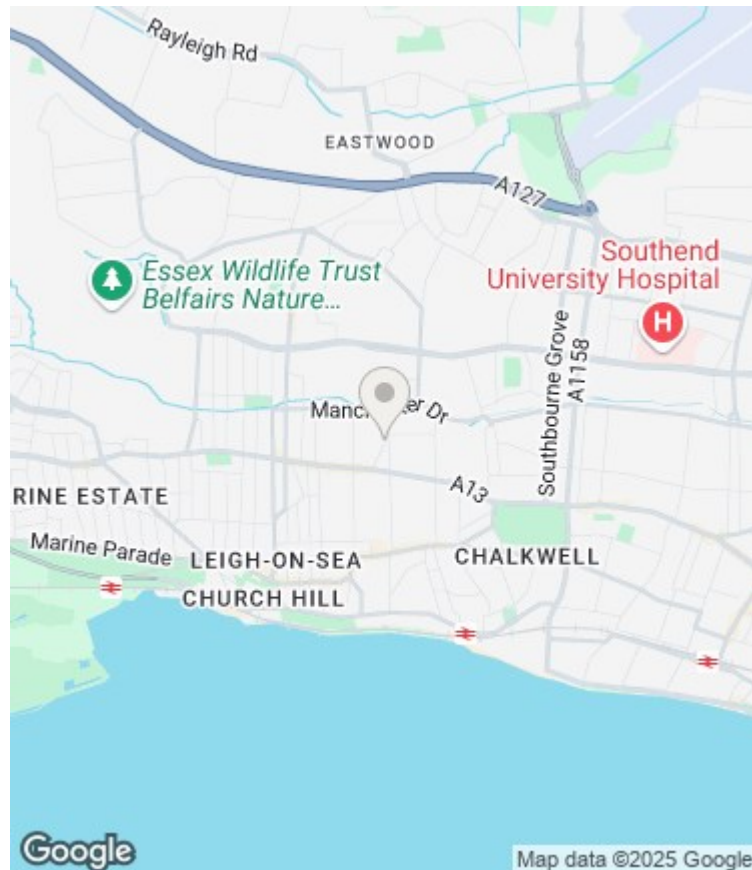 Rayleigh Rd
EASTWOOD
A127
Essex Wildlife Trust
Belfairs Nature...
Southend
University Hospital
H
Southbourne Grove
A1158
A13
RINE ESTATE
Marine Parade
LEIGH-ON-SEA
CHALKWELL
CHURCH HILL
Google
Map data ©2025 Google